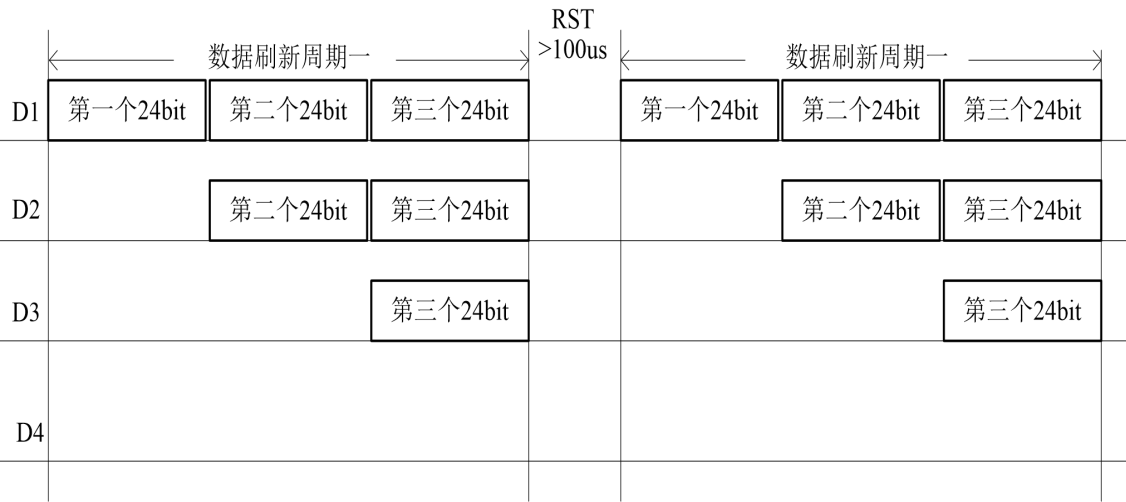 RST
>100us
数据刷新周期一
数据刷新周期一
D1 第一个24bit 第二个24bit 第三个24bit 第一个24bit 第二个24bit 第三个24bit
D2 第二个24bit 第三个24bit 第二个24bit 第三个24bit
D3 第三个24bit 第三个24bit
D4